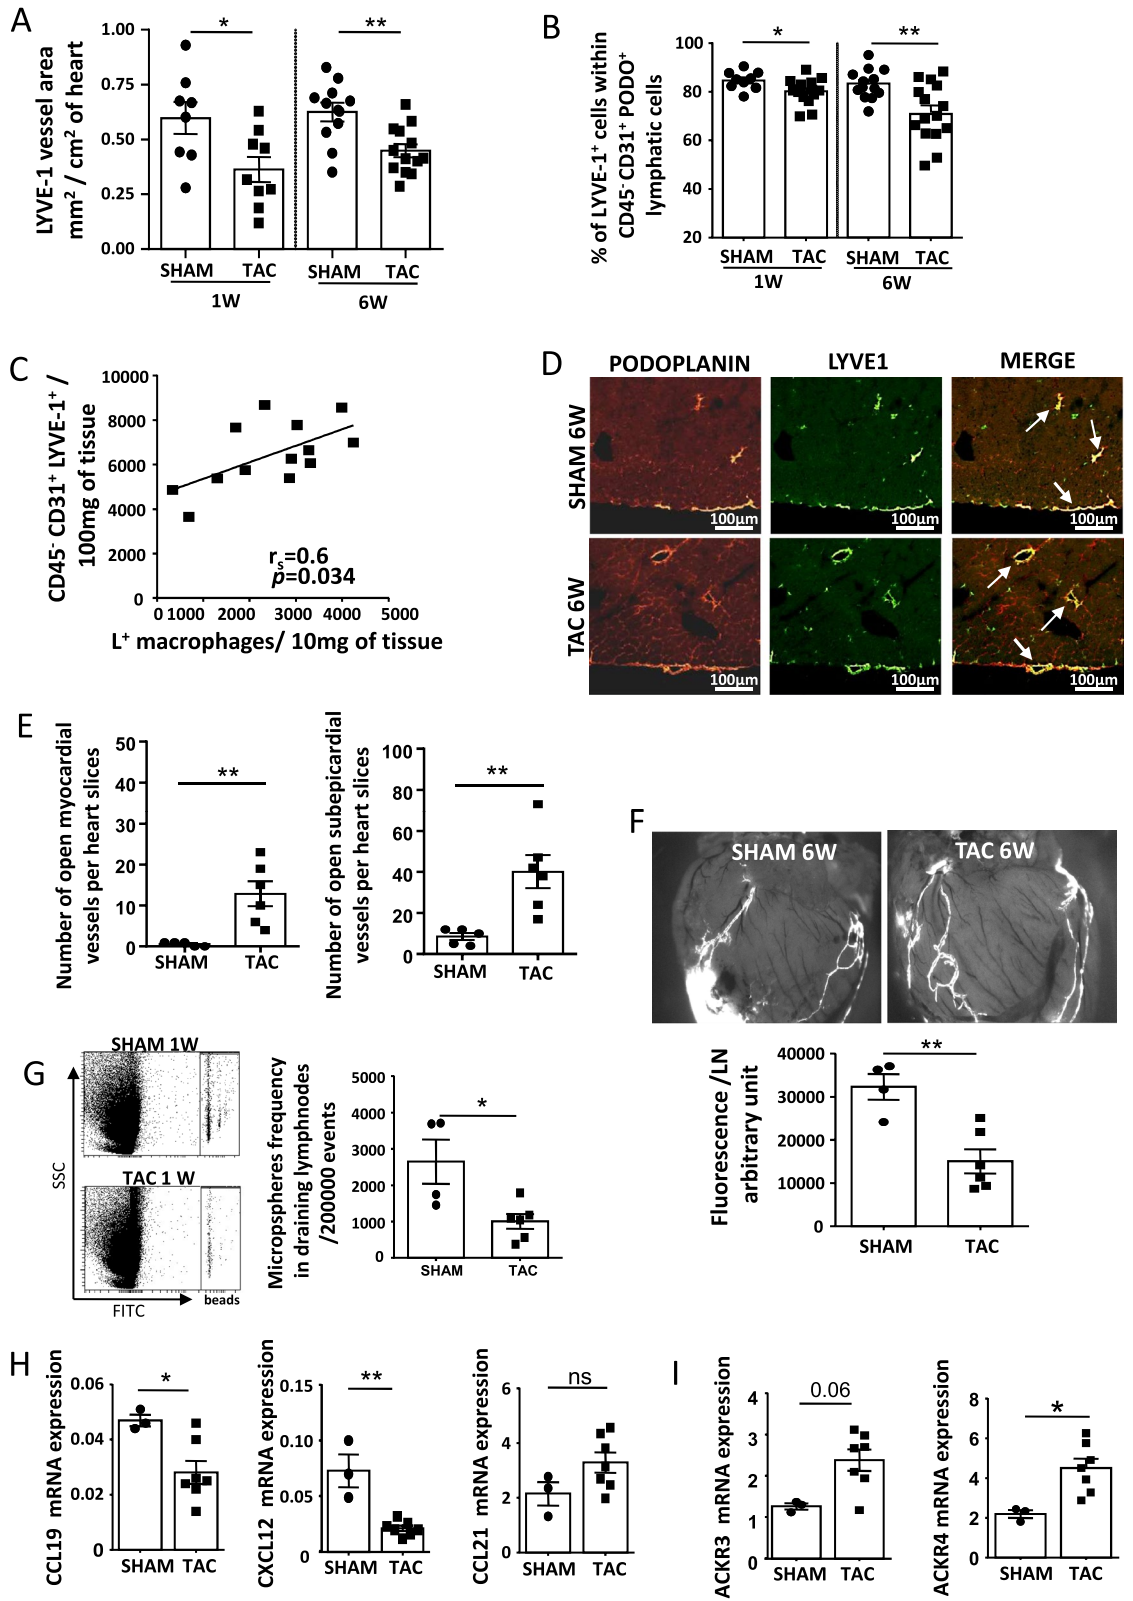 A
LYVE-1 vessel area
mm² / cm² of heart
1.00
0.75
0.50
0.25
0.00
*
**
SHAM TAC SHAM TAC
1W 6W
B
% of LYVE-1⁺ cells within
CD45⁻ CD31⁺ PODO⁺
lymphatic cells
100
80
60
40
20
*
**
SHAM TAC SHAM TAC
1W 6W
C
CD45⁻ CD31⁺ LYVE-1⁺ /
100mg of tissue
10000
8000
6000
4000
2000
0
rₛ=0.6
p=0.034
0 1000 2000 3000 4000 5000
L⁺ macrophages/ 10mg of tissue
D
PODOPLANIN LYVE1 MERGE
SHAM 6W
100µm 100µm 100µm
TAC 6W
100µm 100µm 100µm
E
Number of open myocardial
vessels per heart slices
50
40
30
20
10
0
**
SHAM TAC
Number of open subepicardial
vessels per heart slices
100
80
60
40
20
0
**
SHAM TAC
F
SHAM 6W TAC 6W
Fluorescence /LN
arbitrary unit
40000
30000
20000
10000
0
**
SHAM TAC
G
SHAM 1W
TAC 1 W
SSC
FITC
beads
Micropspheres frequency
in draining lymphnodes
/200000 events
5000
4000
3000
2000
1000
0
*
SHAM TAC
H
CCL19 mRNA expression
0.06
0.04
0.02
0
*
SHAM TAC
CXCL12 mRNA expression
0.15
0.10
0.05
0
**
SHAM TAC
CCL21 mRNA expression
6
4
2
0
ns
SHAM TAC
I
ACKR3 mRNA expression
4
3
2
1
0
0.06
SHAM TAC
ACKR4 mRNA expression
8
6
4
2
0
*
SHAM TAC